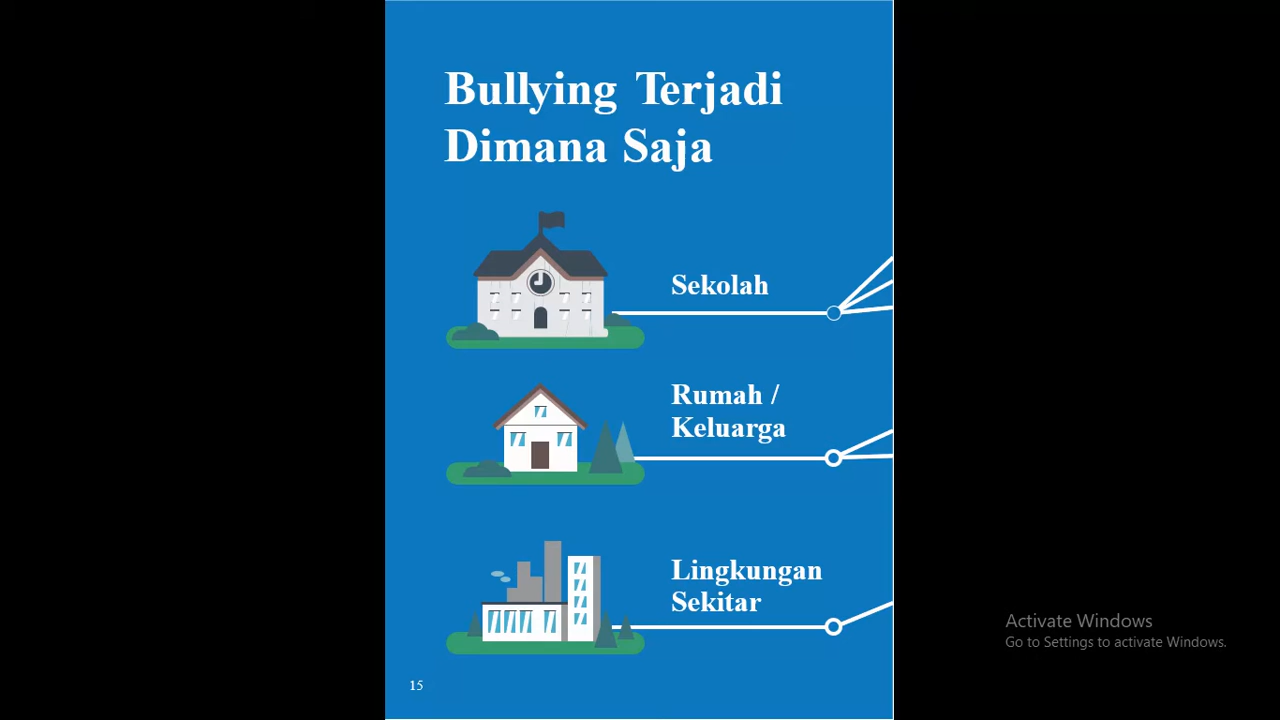 Bullying Terjadi
Dimana Saja
Sekolah
Rumah /
Keluarga
Lingkungan
Sekitar
15
Activate Windows
Go to Settings to activate Windows.